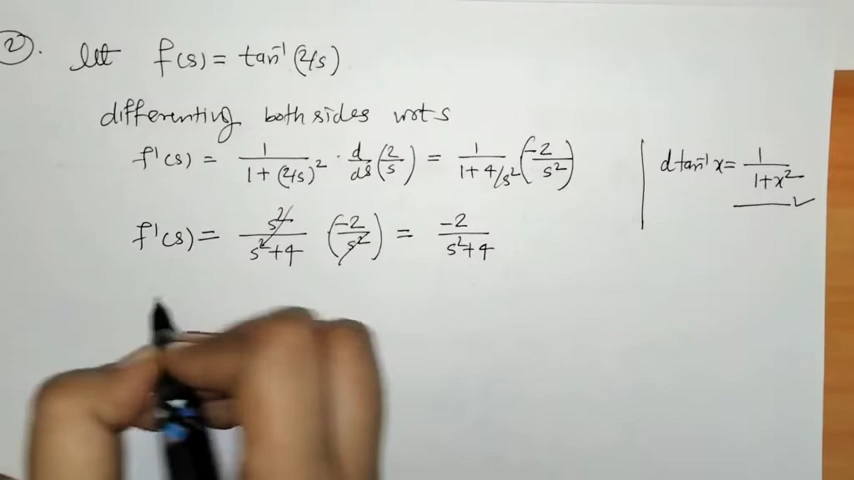 2). let f(s) = tan⁻¹(2/s)
differenting both sides wrt s
f'(s) = 1/(1+(2/s)²) · d/ds (2/s) = 1/(1+4/s²) (-2/s²)
d tan⁻¹ x = 1/(1+x²) ✓
f'(s) = s²/(s²+4) (-2/s²) = -2/(s²+4)